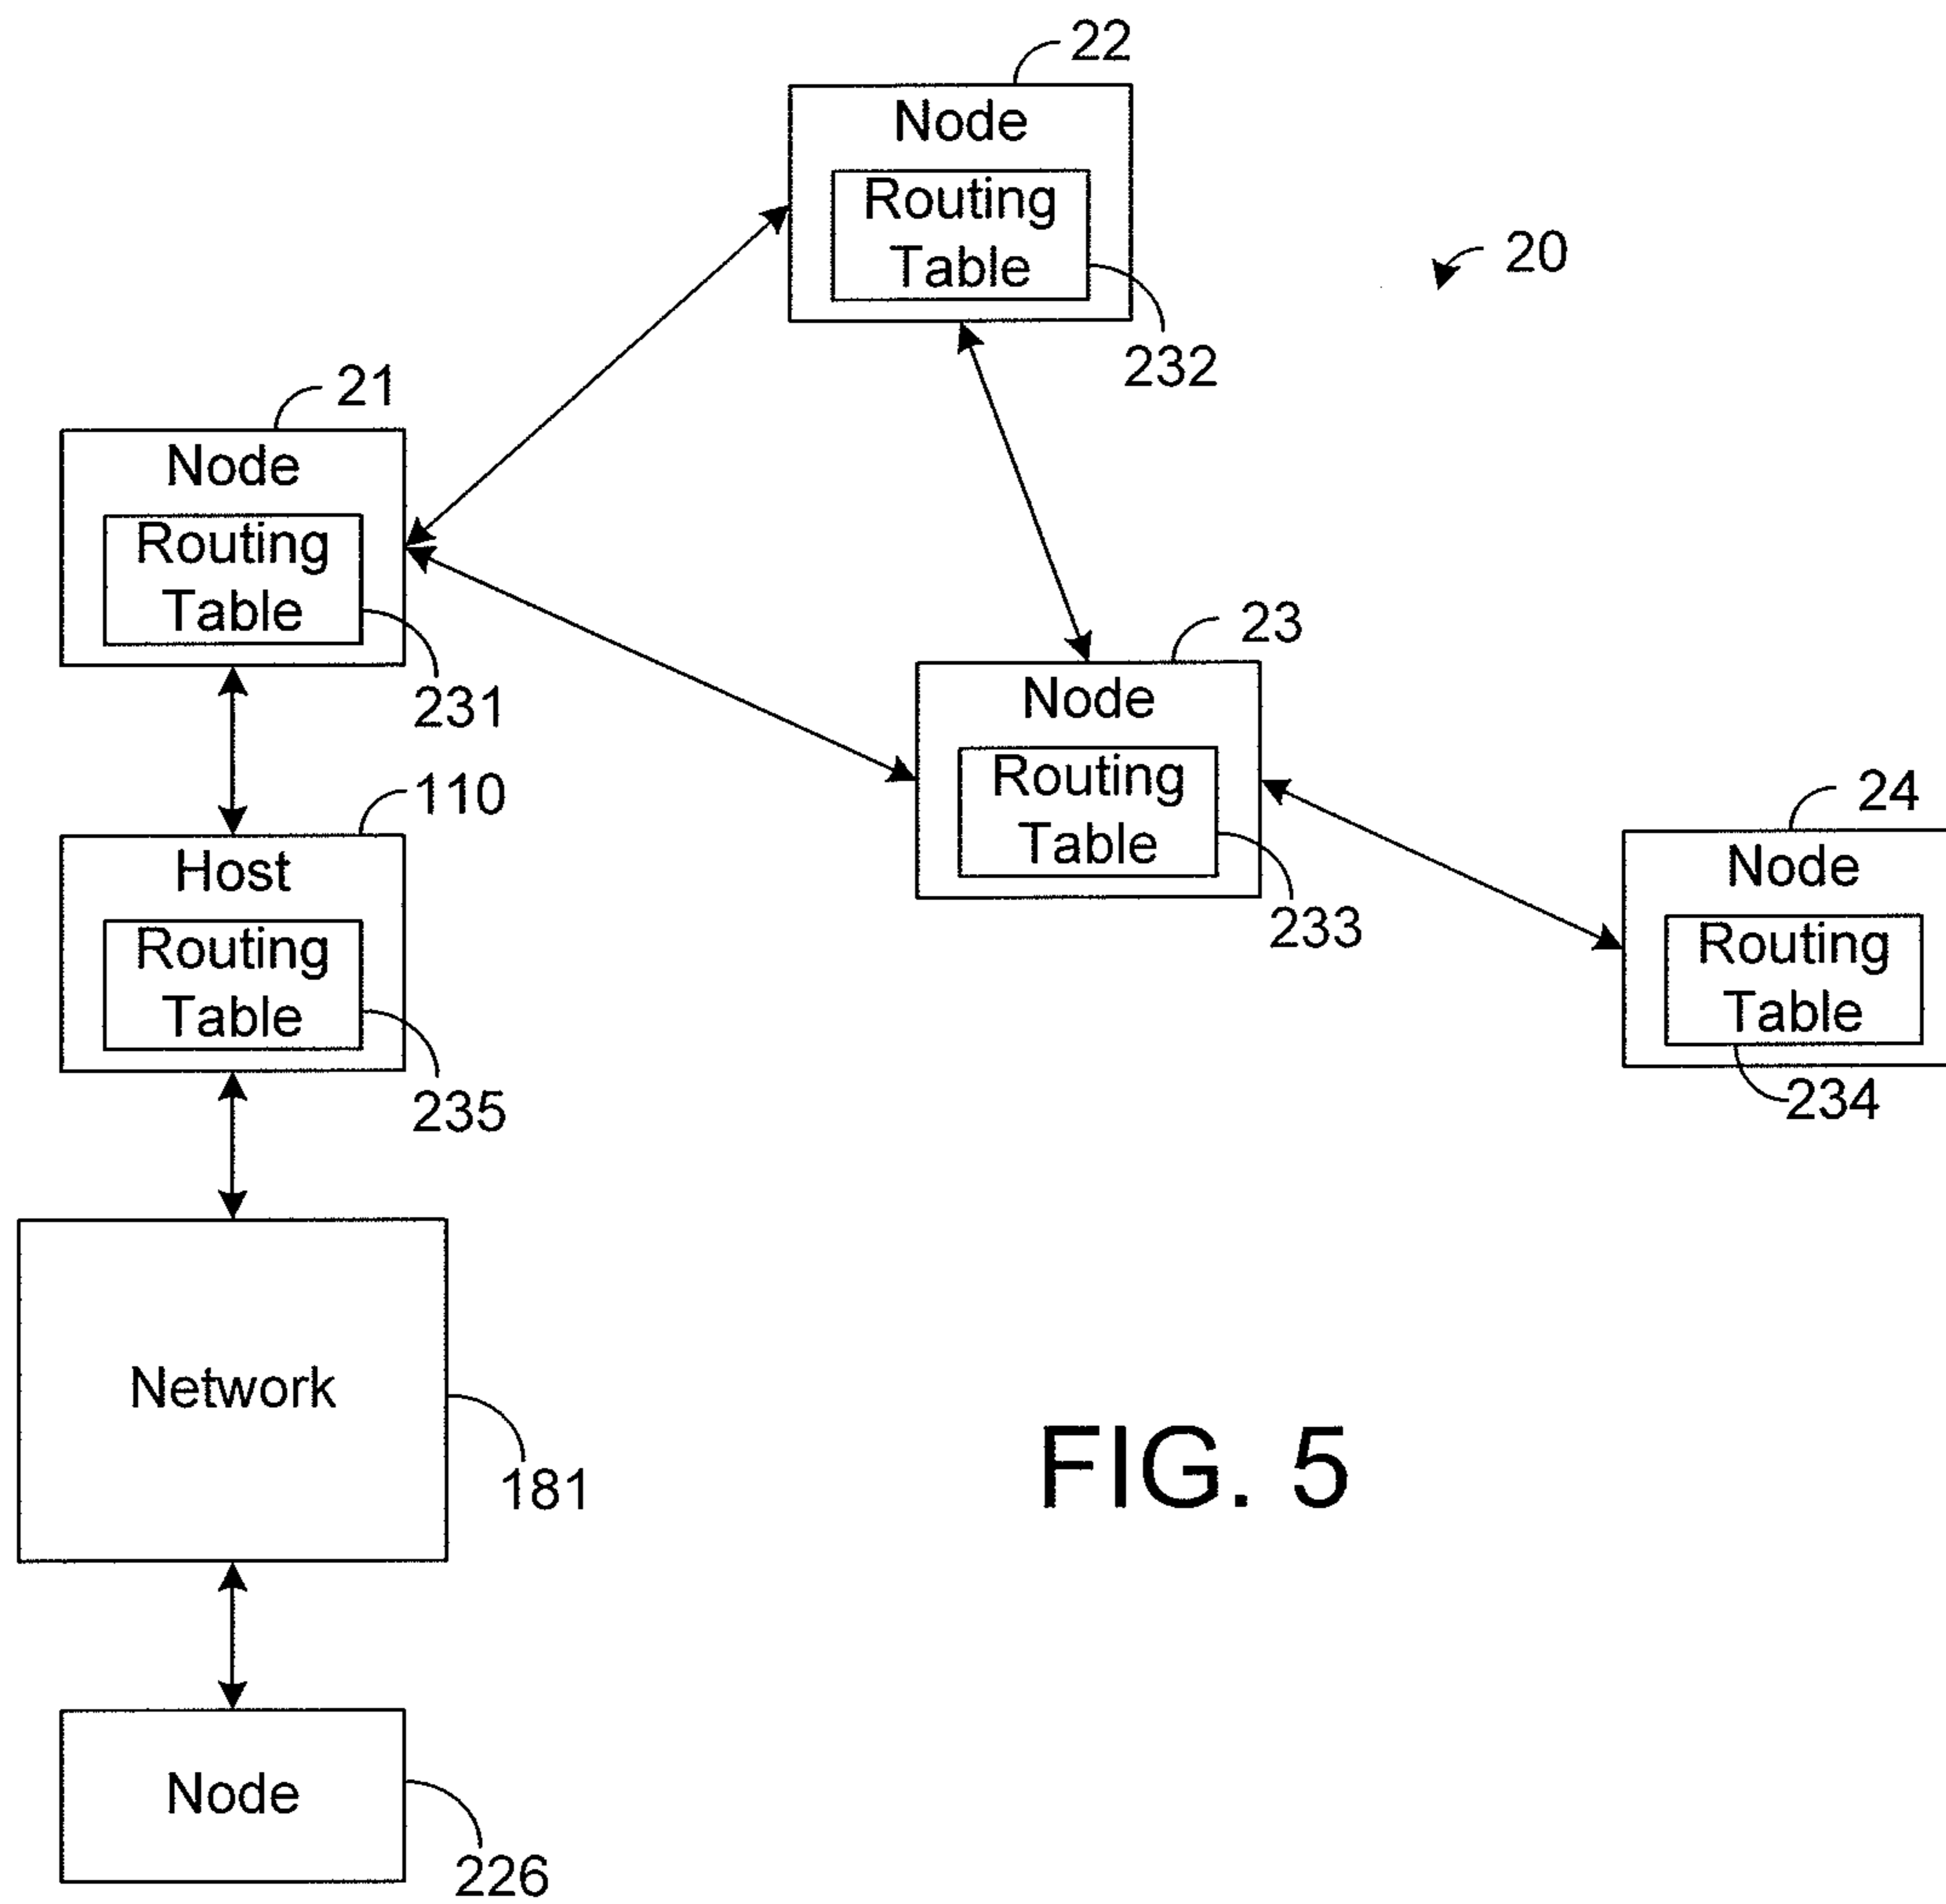 22
Node
Routing
Table
232
20
21
Node
Routing
Table
231
23
Node
Routing
Table
233
110
Host
Routing
Table
235
24
Node
Routing
Table
234
Network
181
FIG. 5
Node
226